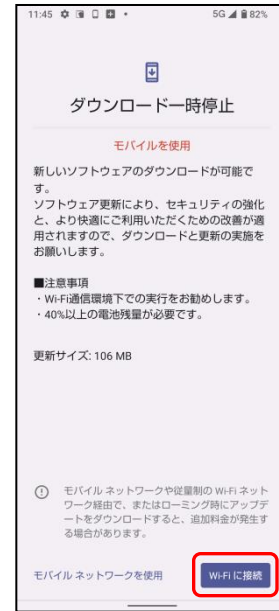 11:45 5G 82%
ダウンロード一時停止
モバイルを使用
新しいソフトウェアのダウンロードが可能で
す。
ソフトウェア更新により、セキュリティの強化
と、より快適にご利用いただくための改善が適
用されますので、ダウンロードと更新の実施を
お願いします。
■注意事項
・Wi-Fi通信環境下での実行をお勧めします。
・40%以上の電池残量が必要です。
更新サイズ: 106 MB
モバイル ネットワークや従量制の Wi-Fi ネット
ワーク経由で、またはローミング時にアップデ
ートをダウンロードすると、追加料金が発生す
る場合があります。
モバイル ネットワークを使用
Wi-Fi に接続